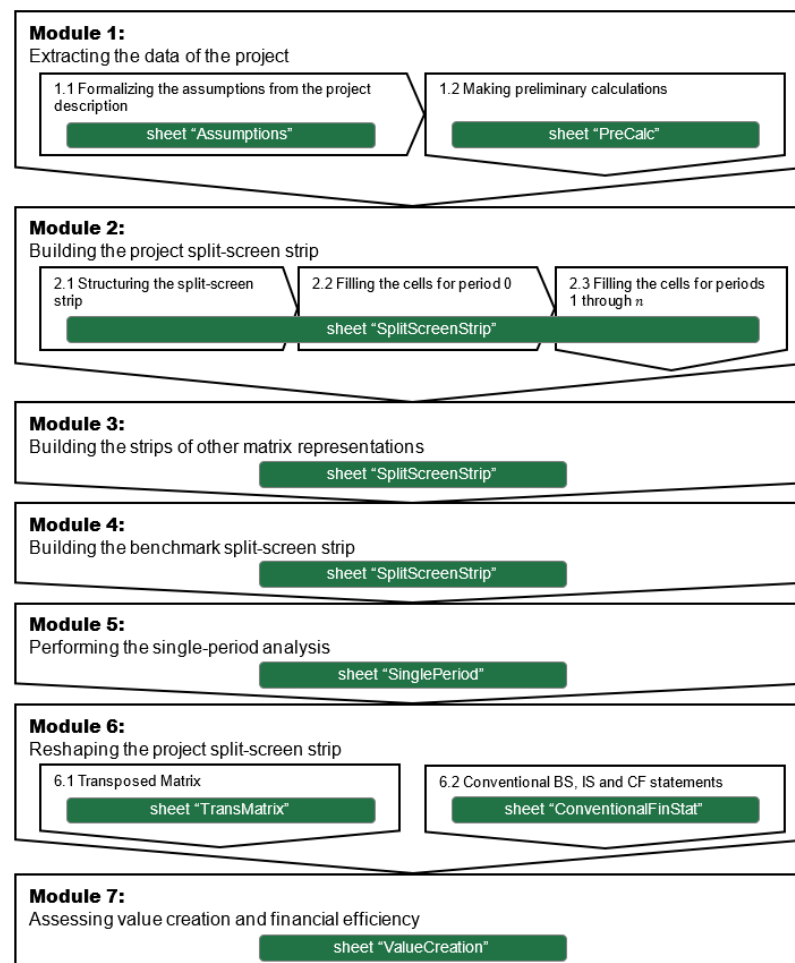 Module 1:
Extracting the data of the project
1.1 Formalizing the assumptions from the project
description
sheet “Assumptions”
1.2 Making preliminary calculations
sheet “PreCalc”
Module 2:
Building the project split-screen strip
2.1 Structuring the split-screen
strip
2.2 Filling the cells for period 0
2.3 Filling the cells for periods
1 through n
sheet “SplitScreenStrip”
Module 3:
Building the strips of other matrix representations
sheet “SplitScreenStrip”
Module 4:
Building the benchmark split-screen strip
sheet “SplitScreenStrip”
Module 5:
Performing the single-period analysis
sheet “SinglePeriod”
Module 6:
Reshaping the project split-screen strip
6.1 Transposed Matrix
sheet “TransMatrix”
6.2 Conventional BS, IS and CF statements
sheet “ConventionalFinStat”
Module 7:
Assessing value creation and financial efficiency
sheet “ValueCreation”